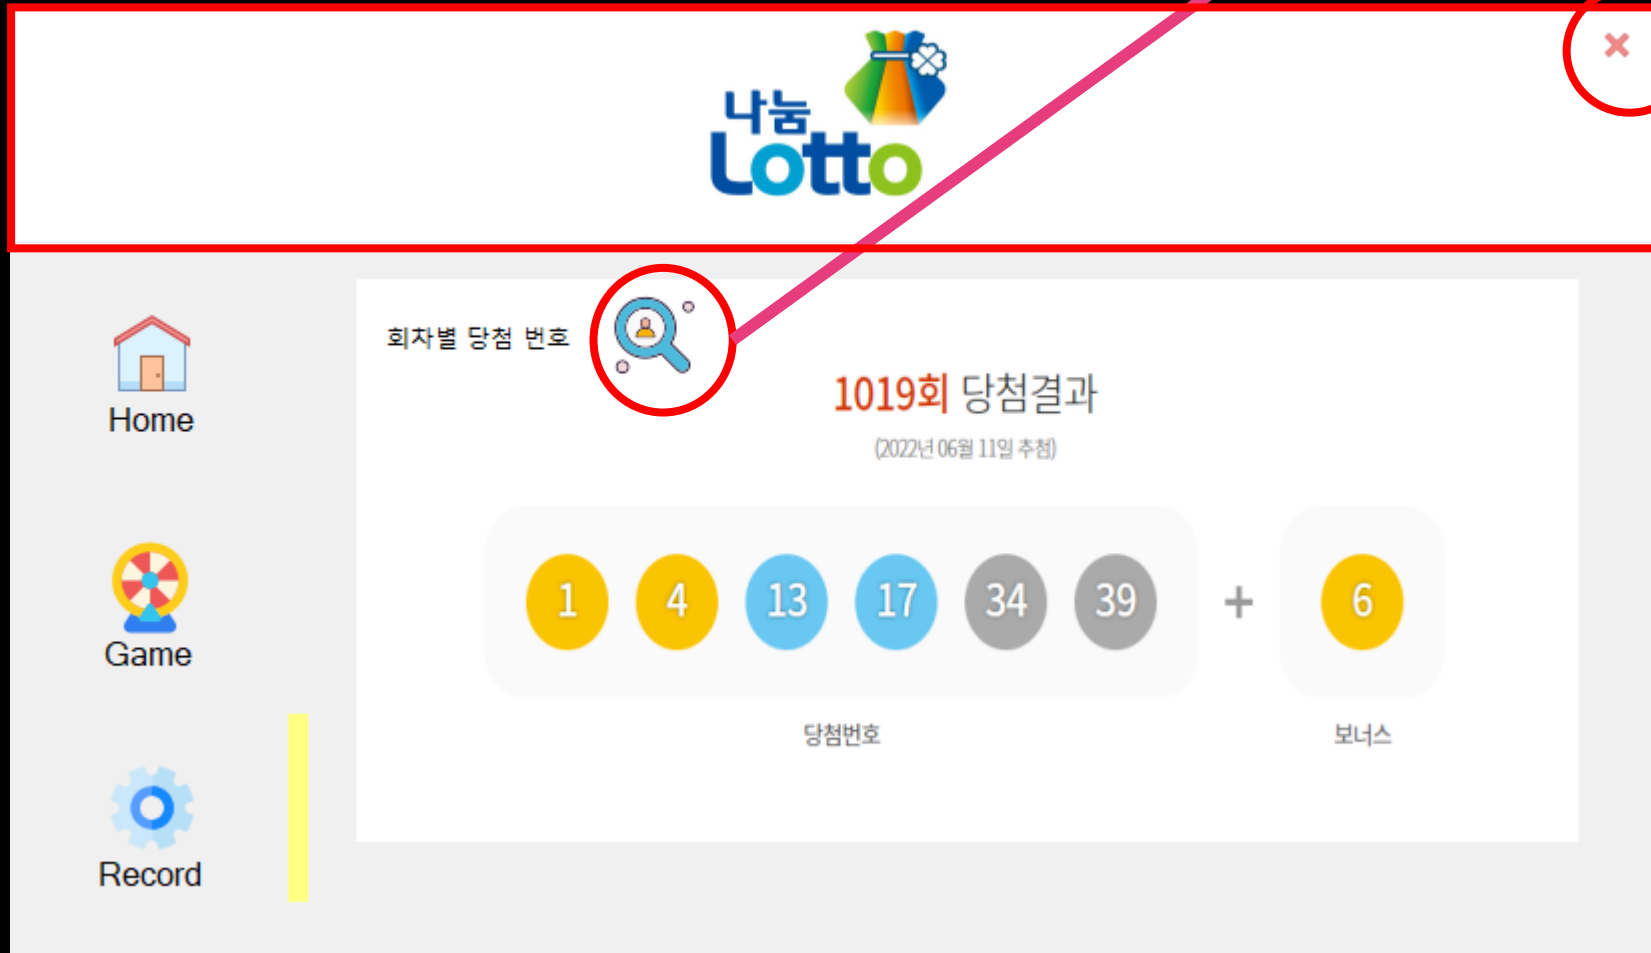 나눔
Lotto
회차별 당첨 번호
1019회 당첨결과
(2022년 06월 11일 추첨)
1 4 13 17 34 39 + 6
당첨번호 보너스
Home
Game
Record